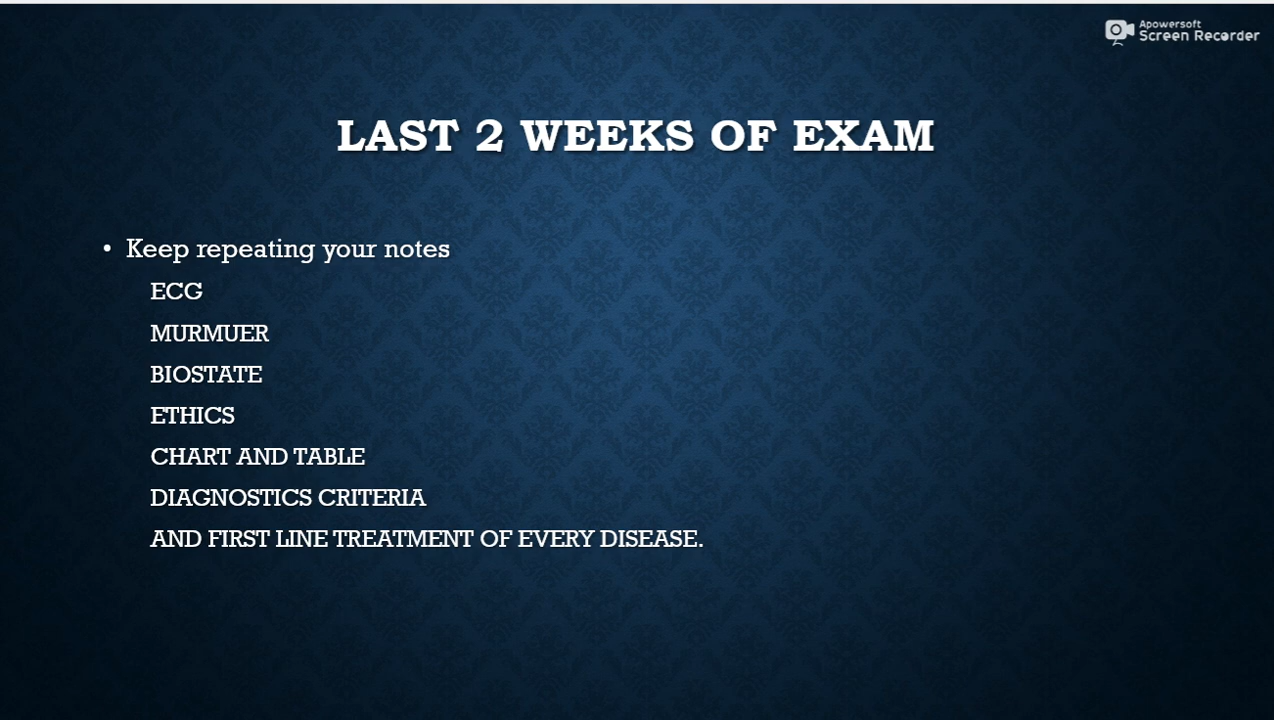 Apowersoft
Screen Recorder
LAST 2 WEEKS OF EXAM
• Keep repeating your notes
ECG
MURMUER
BIOSTATE
ETHICS
CHART AND TABLE
DIAGNOSTICS CRITERIA
AND FIRST LINE TREATMENT OF EVERY DISEASE.